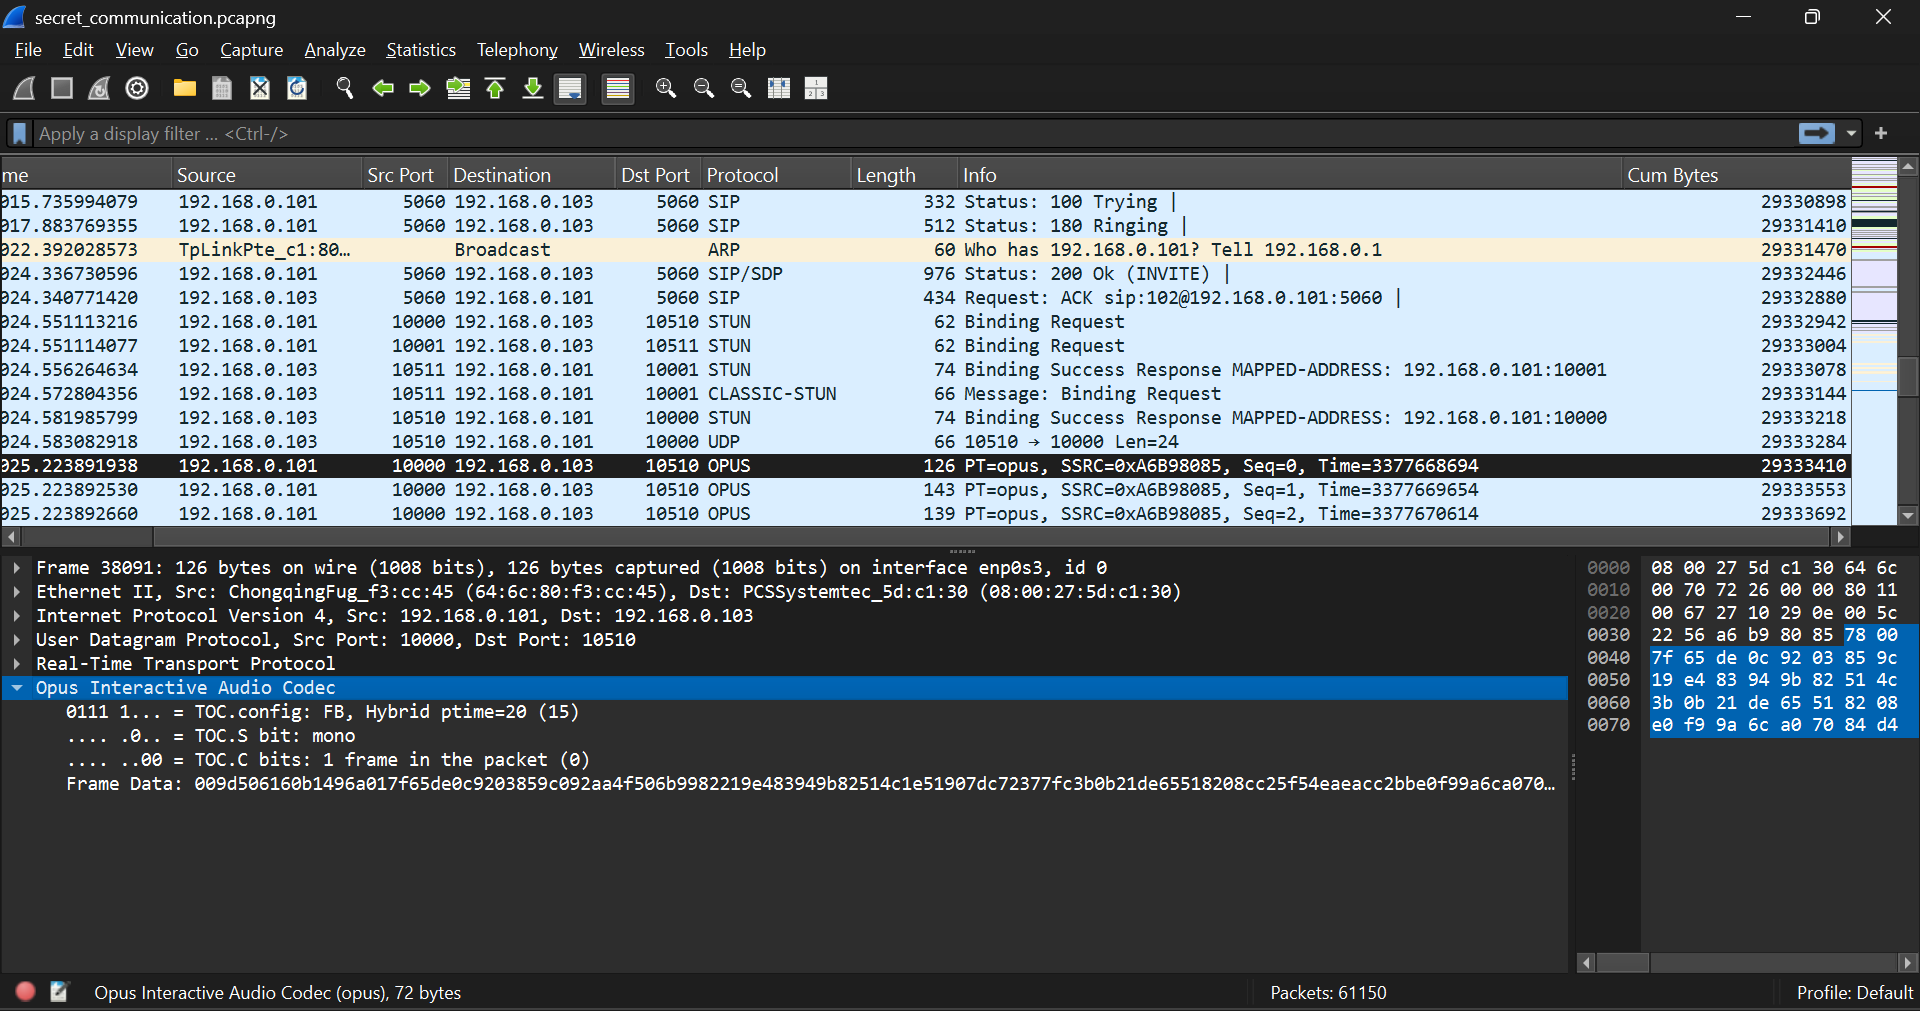 secret_communication.pcapng
File Edit View Go Capture Analyze Statistics Telephony Wireless Tools Help
Apply a display filter ... <Ctrl-/>
me Source Src Port Destination Dst Port Protocol Length Info Cum Bytes
015.735994079 192.168.0.101 5060 192.168.0.103 5060 SIP 332 Status: 100 Trying | 29330898
017.883769355 192.168.0.101 5060 192.168.0.103 5060 SIP 512 Status: 180 Ringing | 29331410
022.392028573 TpLinkPte_c1:80… Broadcast ARP 60 Who has 192.168.0.101? Tell 192.168.0.1 29331470
024.336730596 192.168.0.101 5060 192.168.0.103 5060 SIP/SDP 976 Status: 200 Ok (INVITE) | 29332446
024.340771420 192.168.0.103 5060 192.168.0.101 5060 SIP 434 Request: ACK sip:102@192.168.0.101:5060 | 29332880
024.551113216 192.168.0.101 10000 192.168.0.103 10510 STUN 62 Binding Request 29332942
024.551114077 192.168.0.101 10001 192.168.0.103 10511 STUN 62 Binding Request 29333004
024.556264634 192.168.0.103 10511 192.168.0.101 10001 STUN 74 Binding Success Response MAPPED-ADDRESS: 192.168.0.101:10001 29333078
024.572804356 192.168.0.103 10511 192.168.0.101 10001 CLASSIC-STUN 66 Message: Binding Request 29333144
024.581985799 192.168.0.103 10510 192.168.0.101 10000 STUN 74 Binding Success Response MAPPED-ADDRESS: 192.168.0.101:10000 29333218
024.583082918 192.168.0.103 10510 192.168.0.101 10000 UDP 66 10510 → 10000 Len=24 29333284
025.223891938 192.168.0.101 10000 192.168.0.103 10510 OPUS 126 PT=opus, SSRC=0xA6B98085, Seq=0, Time=3377668694 29333410
025.223892530 192.168.0.101 10000 192.168.0.103 10510 OPUS 143 PT=opus, SSRC=0xA6B98085, Seq=1, Time=3377669654 29333553
025.223892660 192.168.0.101 10000 192.168.0.103 10510 OPUS 139 PT=opus, SSRC=0xA6B98085, Seq=2, Time=3377670614 29333692
Frame 38091: 126 bytes on wire (1008 bits), 126 bytes captured (1008 bits) on interface enp0s3, id 0
Ethernet II, Src: ChongqingFug_f3:cc:45 (64:6c:80:f3:cc:45), Dst: PCSSystemtec_5d:c1:30 (08:00:27:5d:c1:30)
Internet Protocol Version 4, Src: 192.168.0.101, Dst: 192.168.0.103
User Datagram Protocol, Src Port: 10000, Dst Port: 10510
Real-Time Transport Protocol
Opus Interactive Audio Codec
0111 1... = TOC.config: FB, Hybrid ptime=20 (15)
.... .0.. = TOC.S bit: mono
.... ..00 = TOC.C bits: 1 frame in the packet (0)
Frame Data: 009d506160b1496a017f65de0c9203859c092aa4f506b9982219e483949b82514c1e51907dc72377fc3b0b21de65518208cc25f54eaeacc2bbe0f99a6ca070…
0000 08 00 27 5d c1 30 64 6c
0010 00 70 72 26 00 00 80 11
0020 00 67 27 10 29 0e 00 5c
0030 22 56 a6 b9 80 85 78 00
0040 7f 65 de 0c 92 03 85 9c
0050 19 e4 83 94 9b 82 51 4c
0060 3b 0b 21 de 65 51 82 08
0070 e0 f9 9a 6c a0 70 84 d4
Opus Interactive Audio Codec (opus), 72 bytes
Packets: 61150
Profile: Default